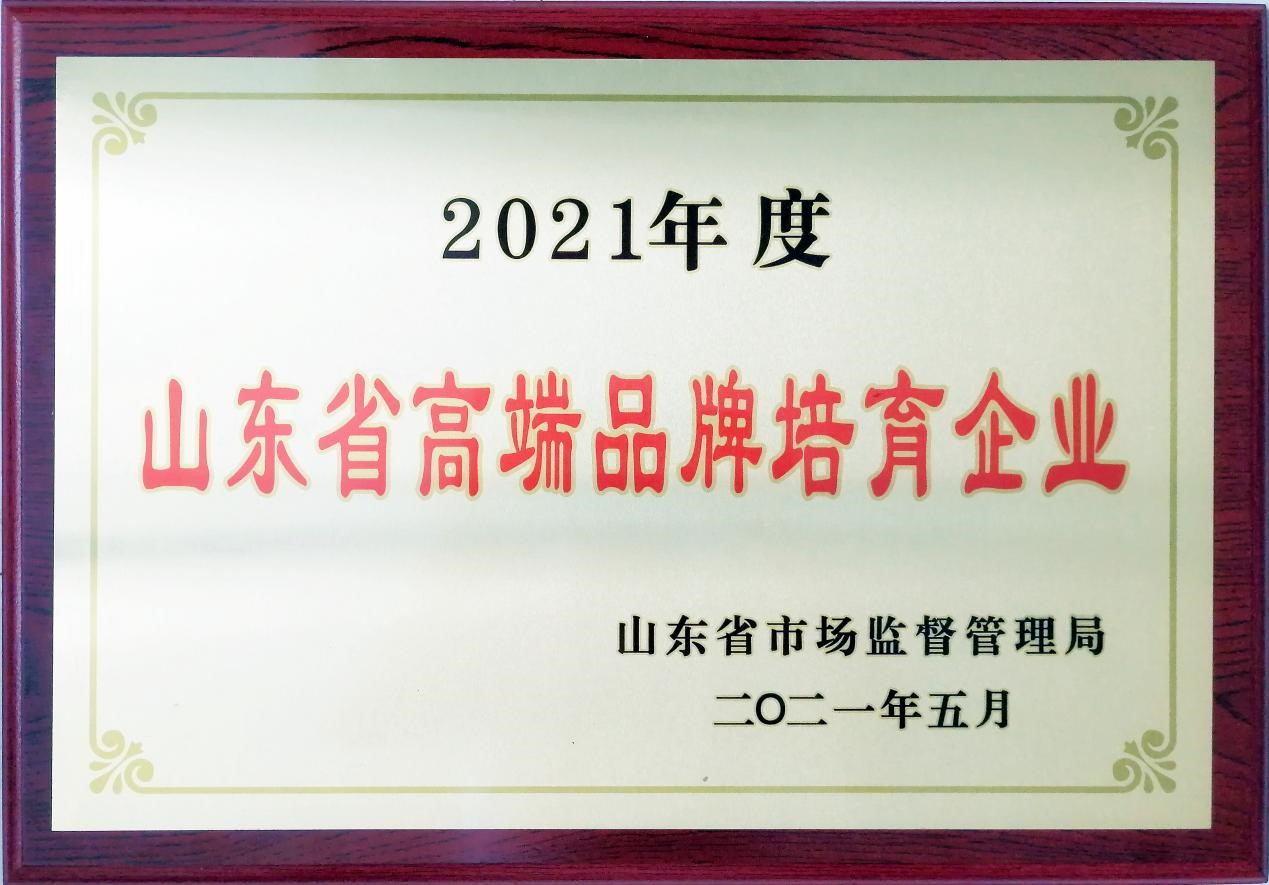 2021年度
山东省高端品牌培育企业
山东省市场监督管理局
二〇二一年五月